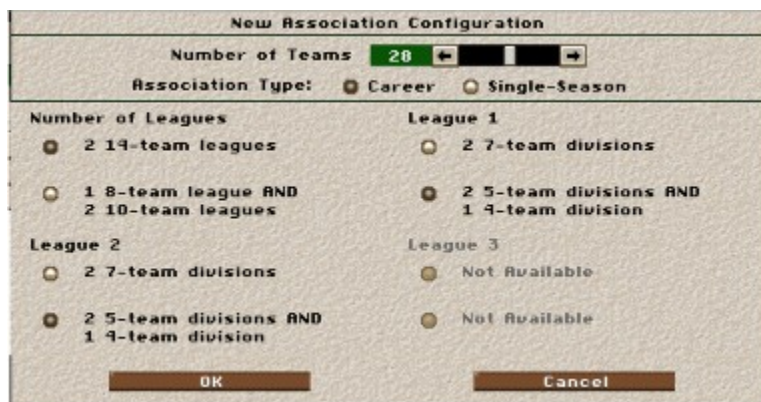 New Association Configuration
Number of Teams 28
Association Type: Career Single-Season
Number of Leagues
2 14-team leagues
1 8-team league AND
2 10-team leagues
League 1
2 7-team divisions
2 5-team divisions AND
1 4-team division
League 2
2 7-team divisions
2 5-team divisions AND
1 4-team division
League 3
Not Available
Not Available
OK
Cancel